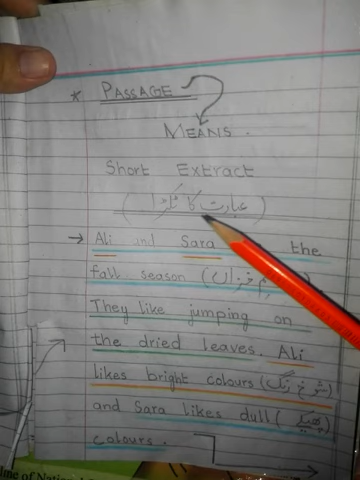 * PASSAGE
MEANS.
Short Extract
(عبارت کا ٹکڑا)
→ Ali and Sara the
fall season (موسم خزاں)
They like jumping on
the dried leaves. Ali
likes bright colours (شوخ رنگ)
and Sara likes dull (پھیکے)
colours.